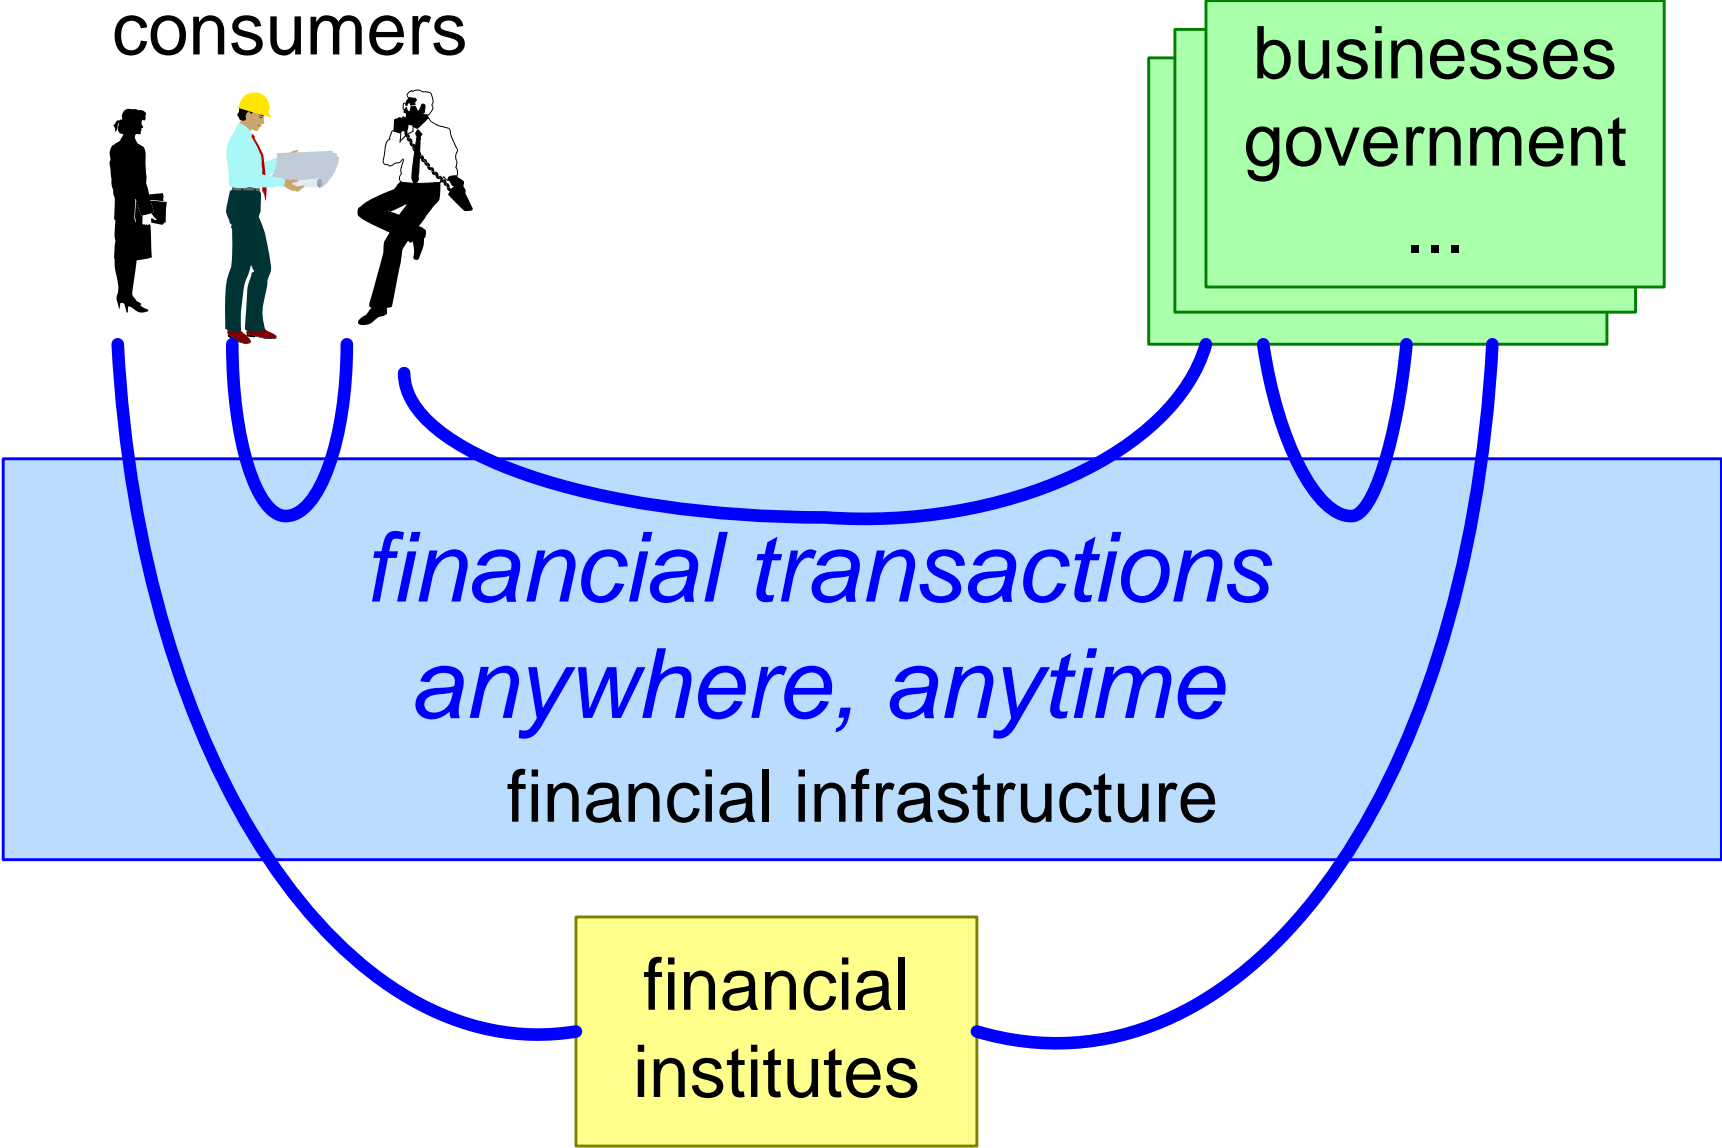 consumers
businesses
government
...
financial transactions
anywhere, anytime
financial infrastructure
financial
institutes